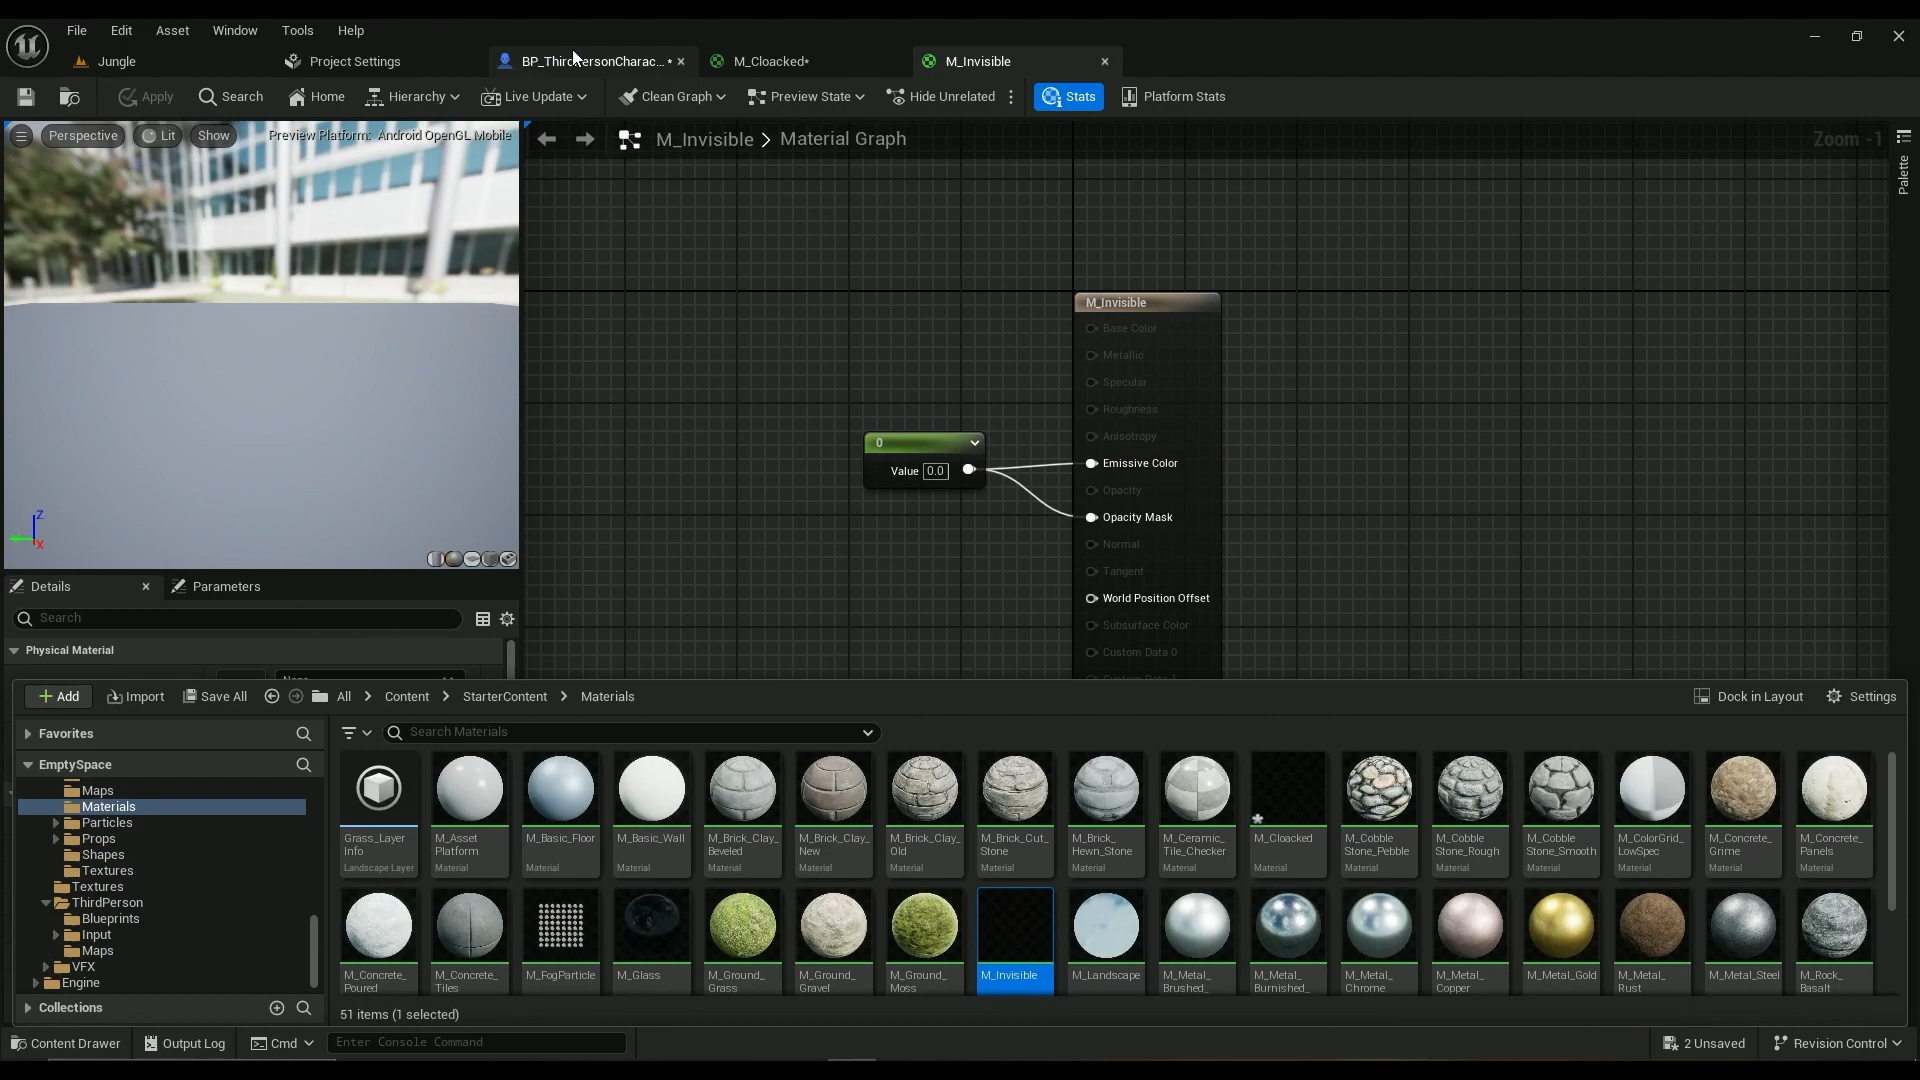 File Edit Asset Window Tools Help
Jungle Project Settings BP_ThirdPersonCharac... * M_Cloacked* M_Invisible
Apply Search Home Hierarchy Live Update Clean Graph Preview State Hide Unrelated Stats Platform Stats
Perspective Lit Show Preview Platform: Android OpenGL Mobile
M_Invisible > Material Graph
Zoom -1
Palette
M_Invisible
Base Color
Metallic
Specular
Roughness
Anisotropy
0
Value 0.0
Emissive Color
Opacity
Opacity Mask
Normal
Tangent
World Position Offset
Subsurface Color
Custom Data 0
Z
X
Details Parameters
Search
Physical Material
Add Import Save All All > Content > StarterContent > Materials Dock in Layout Settings
Favorites
EmptySpace
Maps
Materials
Particles
Props
Shapes
Textures
Textures
ThirdPerson
Blueprints
Input
Maps
VFX
Engine
Collections
Search Materials
Grass_Layer M_Asset M_Basic_Floor M_Basic_Wall M_Brick_Clay_ M_Brick_Clay_ M_Brick_Clay_ M_Brick_Cut_ M_Brick_ M_Ceramic_ M_Cloacked M_Cobble M_Cobble M_Cobble M_ColorGrid_ M_Concrete_ M_Concrete_
Info Platform Beveled New Old Stone Hewn_Stone Tile_Checker Stone_Pebble Stone_Rough Stone_Smooth LowSpec Grime Panels
Landscape Layer Material Material Material Material Material Material Material Material Material Material Material Material Material Material Material Material
M_Concrete_ M_Concrete_ M_FogParticle M_Glass M_Ground_ M_Ground_ M_Ground_ M_Invisible M_Landscape M_Metal_ M_Metal_ M_Metal_ M_Metal_ M_Metal_Gold M_Metal_ M_Metal_Steel M_Rock_
Poured Tiles Grass Gravel Moss Brushed_ Burnished_ Chrome Copper Rust Basalt
51 items (1 selected)
Content Drawer Output Log Cmd Enter Console Command 2 Unsaved Revision Control